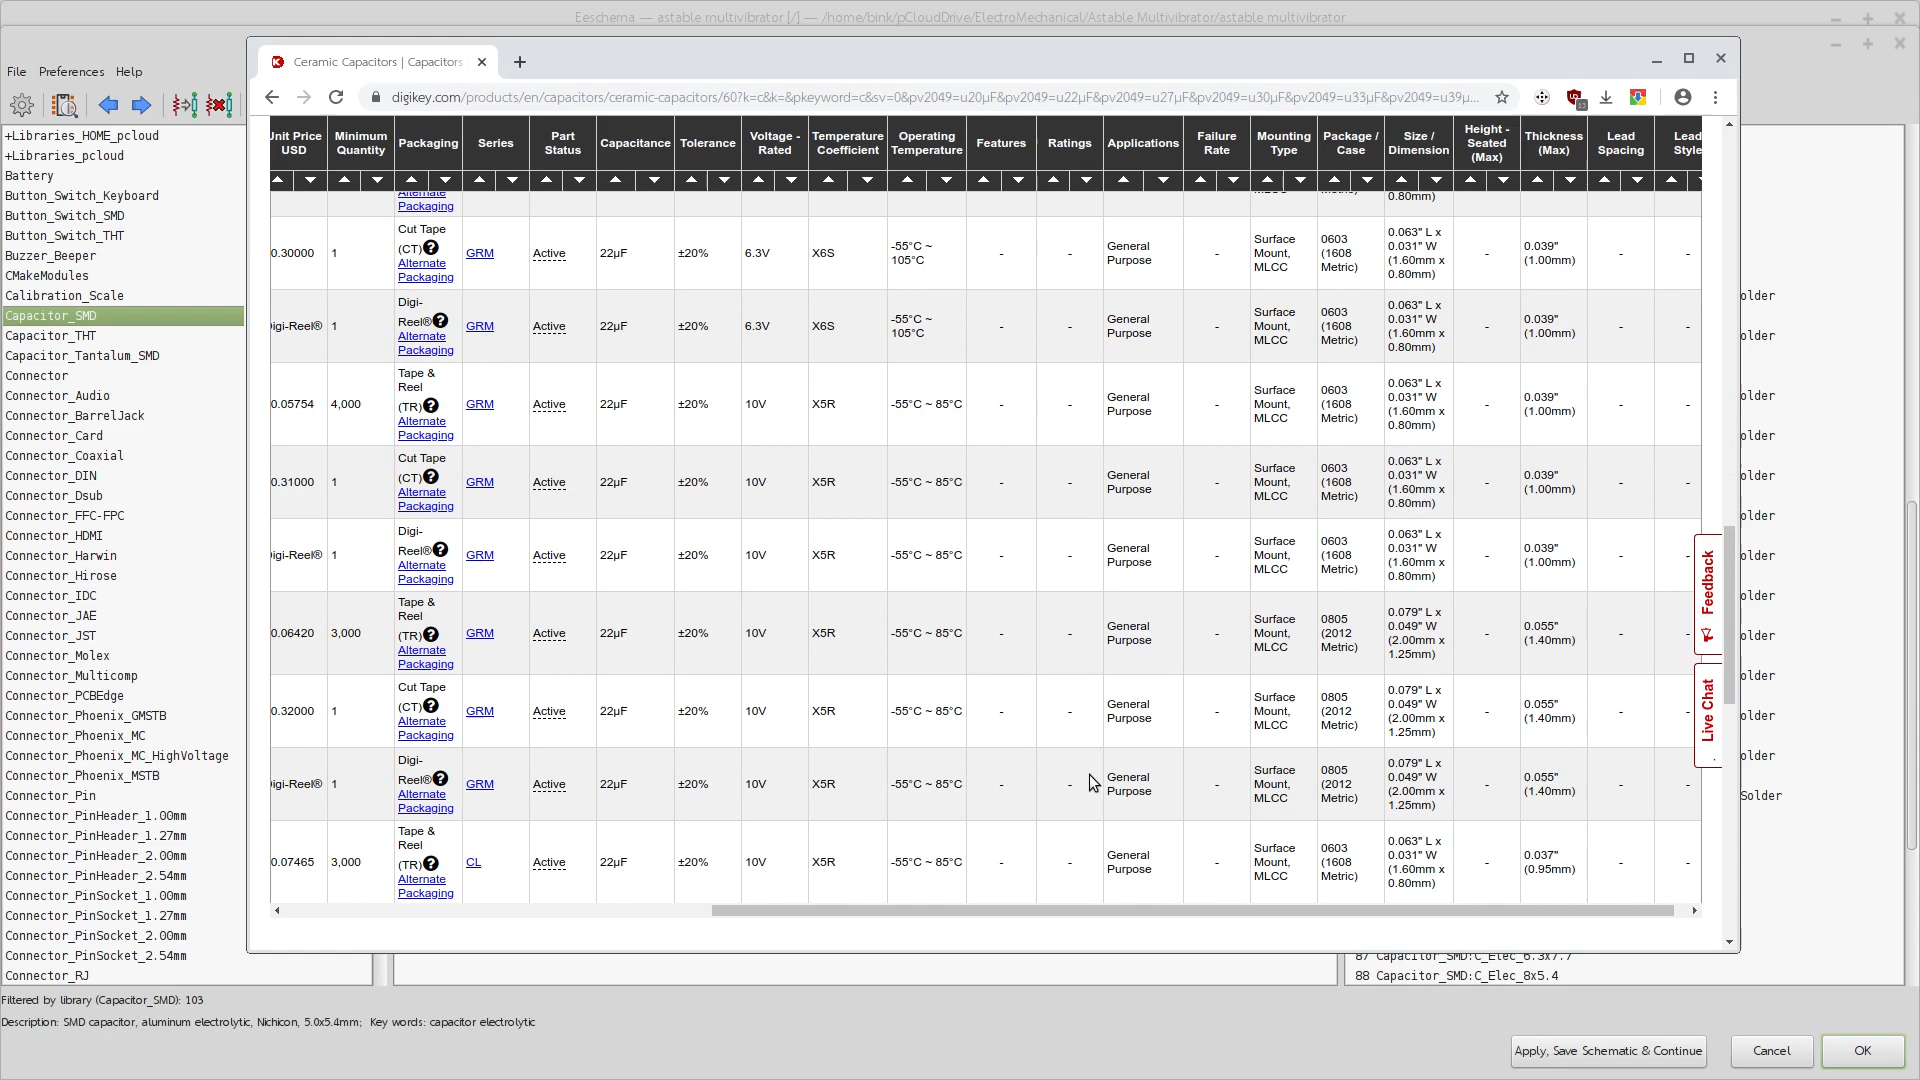 Eeschema — astable multivibrator [/] — /home/bink/pCloudDrive/ElectroMechanical/Astable Multivibrator/astable multivibrator
File Preferences Help
Ceramic Capacitors | Capacitors
digikey.com/products/en/capacitors/ceramic-capacitors/60?k=c&k=&pkeyword=c&sv=0&pv2049=u20µF&pv2049=u22µF&pv2049=u27µF&pv2049=u30µF&pv2049=u33µF&pv2049=u39µ...
15
+Libraries_HOME_pcloud
+Libraries_pcloud
Battery
Button_Switch_Keyboard
Button_Switch_SMD
Button_Switch_THT
Buzzer_Beeper
CMakeModules
Calibration_Scale
Capacitor_SMD
Capacitor_THT
Capacitor_Tantalum_SMD
Connector
Connector_Audio
Connector_BarrelJack
Connector_Card
Connector_Coaxial
Connector_DIN
Connector_Dsub
Connector_FFC-FPC
Connector_HDMI
Connector_Harwin
Connector_Hirose
Connector_IDC
Connector_JAE
Connector_JST
Connector_Molex
Connector_Multicomp
Connector_PCBEdge
Connector_Phoenix_GMSTB
Connector_Phoenix_MC
Connector_Phoenix_MC_HighVoltage
Connector_Phoenix_MSTB
Connector_Pin
Connector_PinHeader_1.00mm
Connector_PinHeader_1.27mm
Connector_PinHeader_2.00mm
Connector_PinHeader_2.54mm
Connector_PinSocket_1.00mm
Connector_PinSocket_1.27mm
Connector_PinSocket_2.00mm
Connector_PinSocket_2.54mm
Connector_RJ
Unit Price USD Minimum Quantity Packaging Series Part Status Capacitance Tolerance Voltage - Rated Temperature Coefficient Operating Temperature Features Ratings Applications Failure Rate Mounting Type Package / Case Size / Dimension Height - Seated (Max) Thickness (Max) Lead Spacing Lead Style
Alternate Packaging MLCC Metric) 0.80mm)
0.30000 1 Cut Tape (CT) Alternate Packaging GRM Active 22µF ±20% 6.3V X6S -55°C ~ 105°C - - General Purpose - Surface Mount, MLCC 0603 (1608 Metric) 0.063" L x 0.031" W (1.60mm x 0.80mm) - 0.039" (1.00mm) - -
Digi-Reel® 1 Digi-Reel® Alternate Packaging GRM Active 22µF ±20% 6.3V X6S -55°C ~ 105°C - - General Purpose - Surface Mount, MLCC 0603 (1608 Metric) 0.063" L x 0.031" W (1.60mm x 0.80mm) - 0.039" (1.00mm) - -
0.05754 4,000 Tape & Reel (TR) Alternate Packaging GRM Active 22µF ±20% 10V X5R -55°C ~ 85°C - - General Purpose - Surface Mount, MLCC 0603 (1608 Metric) 0.063" L x 0.031" W (1.60mm x 0.80mm) - 0.039" (1.00mm) - -
0.31000 1 Cut Tape (CT) Alternate Packaging GRM Active 22µF ±20% 10V X5R -55°C ~ 85°C - - General Purpose - Surface Mount, MLCC 0603 (1608 Metric) 0.063" L x 0.031" W (1.60mm x 0.80mm) - 0.039" (1.00mm) - -
Digi-Reel® 1 Digi-Reel® Alternate Packaging GRM Active 22µF ±20% 10V X5R -55°C ~ 85°C - - General Purpose - Surface Mount, MLCC 0603 (1608 Metric) 0.063" L x 0.031" W (1.60mm x 0.80mm) - 0.039" (1.00mm) - -
0.06420 3,000 Tape & Reel (TR) Alternate Packaging GRM Active 22µF ±20% 10V X5R -55°C ~ 85°C - - General Purpose - Surface Mount, MLCC 0805 (2012 Metric) 0.079" L x 0.049" W (2.00mm x 1.25mm) - 0.055" (1.40mm) - -
0.32000 1 Cut Tape (CT) Alternate Packaging GRM Active 22µF ±20% 10V X5R -55°C ~ 85°C - - General Purpose - Surface Mount, MLCC 0805 (2012 Metric) 0.079" L x 0.049" W (2.00mm x 1.25mm) - 0.055" (1.40mm) - -
Digi-Reel® 1 Digi-Reel® Alternate Packaging GRM Active 22µF ±20% 10V X5R -55°C ~ 85°C - - General Purpose - Surface Mount, MLCC 0805 (2012 Metric) 0.079" L x 0.049" W (2.00mm x 1.25mm) - 0.055" (1.40mm) - -
0.07465 3,000 Tape & Reel (TR) Alternate Packaging CL Active 22µF ±20% 10V X5R -55°C ~ 85°C - - General Purpose - Surface Mount, MLCC 0603 (1608 Metric) 0.063" L x 0.031" W (1.60mm x 0.80mm) - 0.037" (0.95mm) - -
Feedback
Live Chat
older
older
older
older
older
older
older
older
older
older
older
Solder
87 Capacitor_SMD:C_Elec_6.3x7.7
88 Capacitor_SMD:C_Elec_8x5.4
Filtered by library (Capacitor_SMD): 103
Description: SMD capacitor, aluminum electrolytic, Nichicon, 5.0x5.4mm; Key words: capacitor electrolytic
Apply, Save Schematic & Continue
Cancel
OK